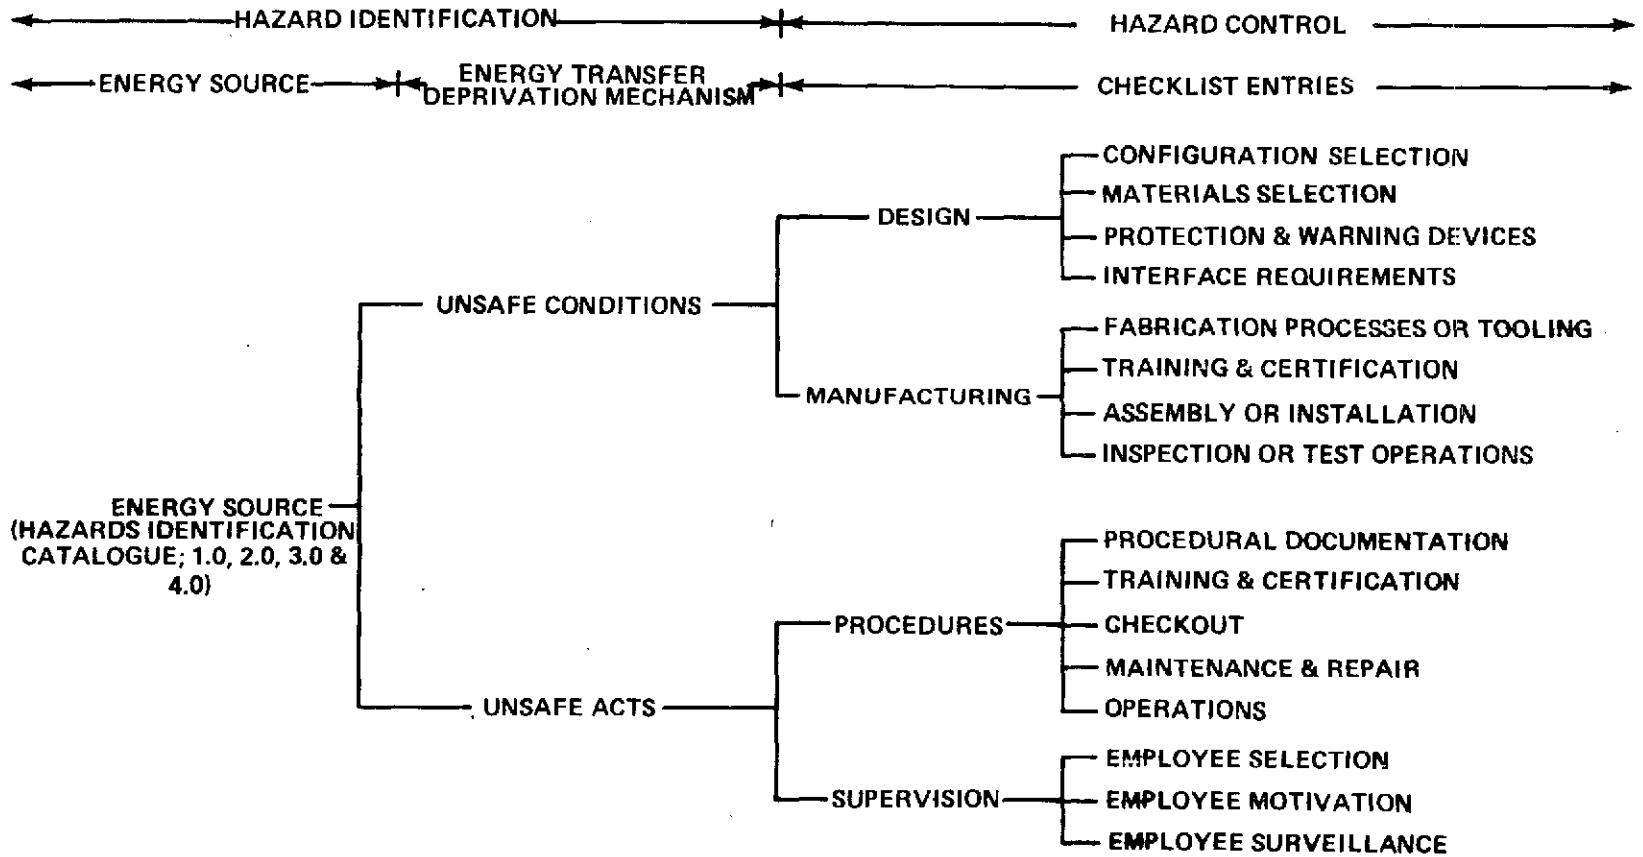 HAZARD IDENTIFICATION
HAZARD CONTROL
ENERGY SOURCE
ENERGY TRANSFER
DEPRIVATION MECHANISM
CHECKLIST ENTRIES
CONFIGURATION SELECTION
MATERIALS SELECTION
DESIGN
PROTECTION & WARNING DEVICES
INTERFACE REQUIREMENTS
UNSAFE CONDITIONS
FABRICATION PROCESSES OR TOOLING
TRAINING & CERTIFICATION
MANUFACTURING
ASSEMBLY OR INSTALLATION
INSPECTION OR TEST OPERATIONS
ENERGY SOURCE
(HAZARDS IDENTIFICATION
CATALOGUE; 1.0, 2.0, 3.0 &
4.0)
PROCEDURAL DOCUMENTATION
TRAINING & CERTIFICATION
PROCEDURES
CHECKOUT
MAINTENANCE & REPAIR
OPERATIONS
UNSAFE ACTS
EMPLOYEE SELECTION
SUPERVISION
EMPLOYEE MOTIVATION
EMPLOYEE SURVEILLANCE